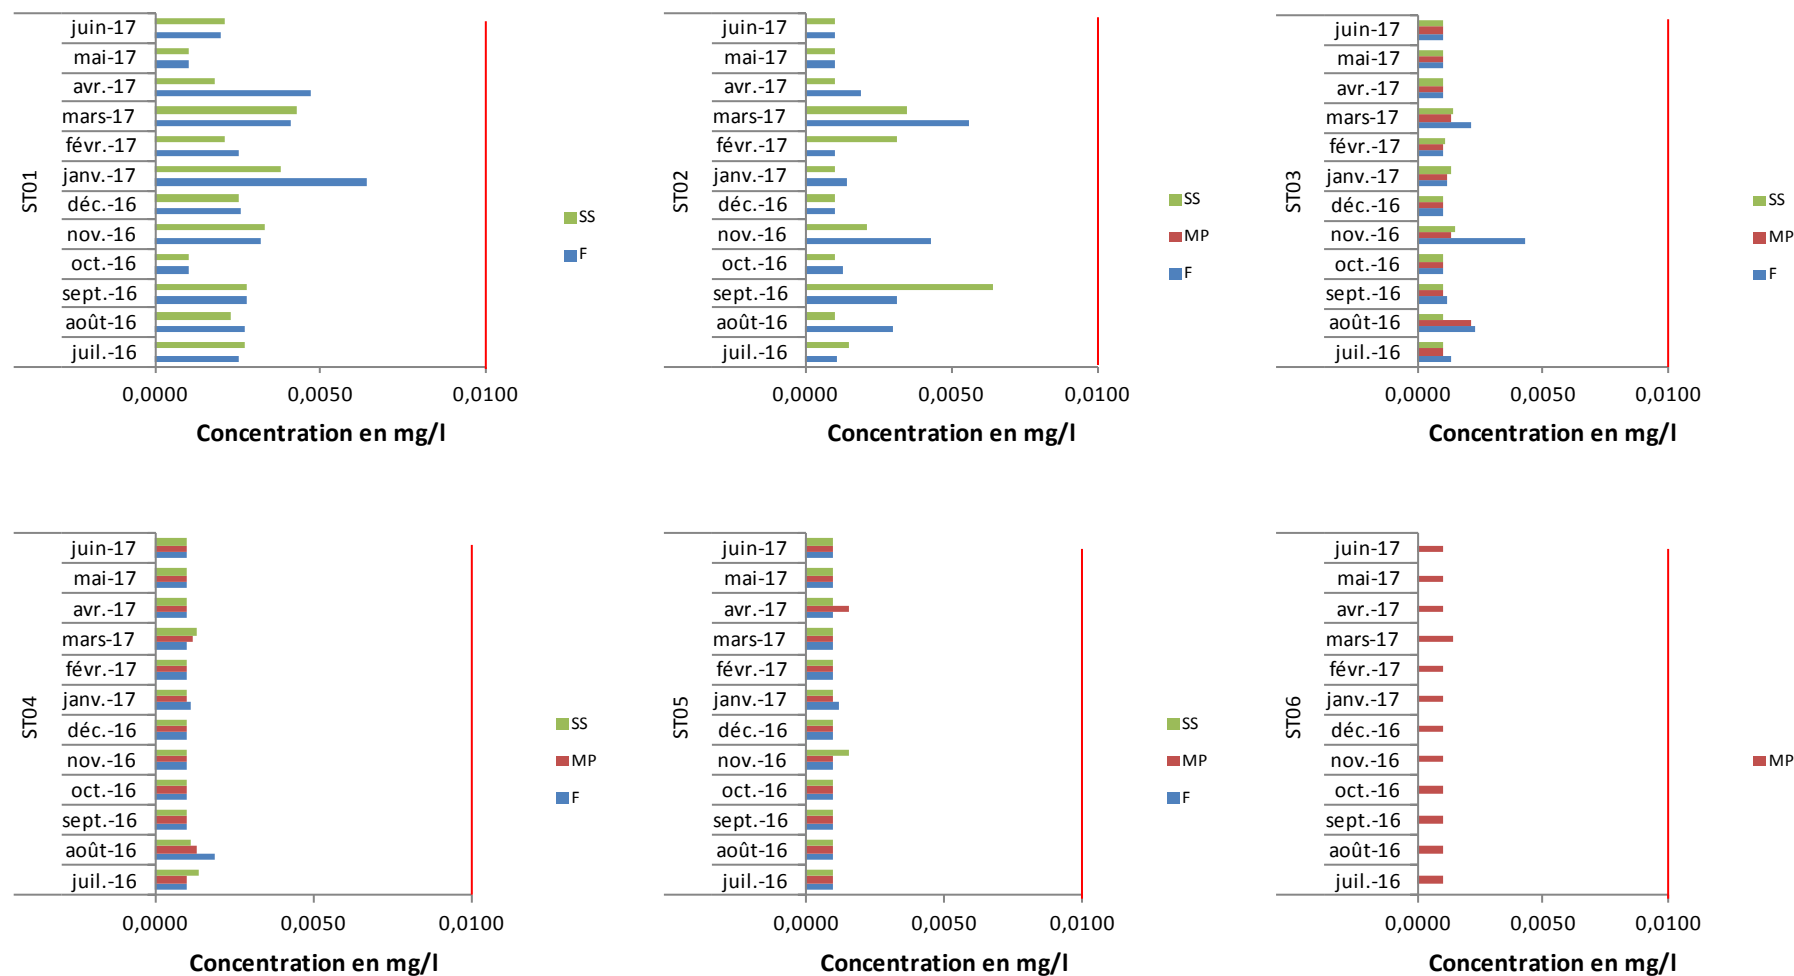 ST01
juin-17
mai-17
avr.-17
mars-17
févr.-17
janv.-17
déc.-16
nov.-16
oct.-16
sept.-16
août-16
juil.-16
0,0000 0,0050 0,0100
Concentration en mg/l
SS
F
ST02
juin-17
mai-17
avr.-17
mars-17
févr.-17
janv.-17
déc.-16
nov.-16
oct.-16
sept.-16
août-16
juil.-16
0,0000 0,0050 0,0100
Concentration en mg/l
SS
MP
F
ST03
juin-17
mai-17
avr.-17
mars-17
févr.-17
janv.-17
déc.-16
nov.-16
oct.-16
sept.-16
août-16
juil.-16
0,0000 0,0050 0,0100
Concentration en mg/l
SS
MP
F
ST04
juin-17
mai-17
avr.-17
mars-17
févr.-17
janv.-17
déc.-16
nov.-16
oct.-16
sept.-16
août-16
juil.-16
0,0000 0,0050 0,0100
Concentration en mg/l
SS
MP
F
ST05
juin-17
mai-17
avr.-17
mars-17
févr.-17
janv.-17
déc.-16
nov.-16
oct.-16
sept.-16
août-16
juil.-16
0,0000 0,0050 0,0100
Concentration en mg/l
SS
MP
F
ST06
juin-17
mai-17
avr.-17
mars-17
févr.-17
janv.-17
déc.-16
nov.-16
oct.-16
sept.-16
août-16
juil.-16
0,0000 0,0050 0,0100
Concentration en mg/l
MP